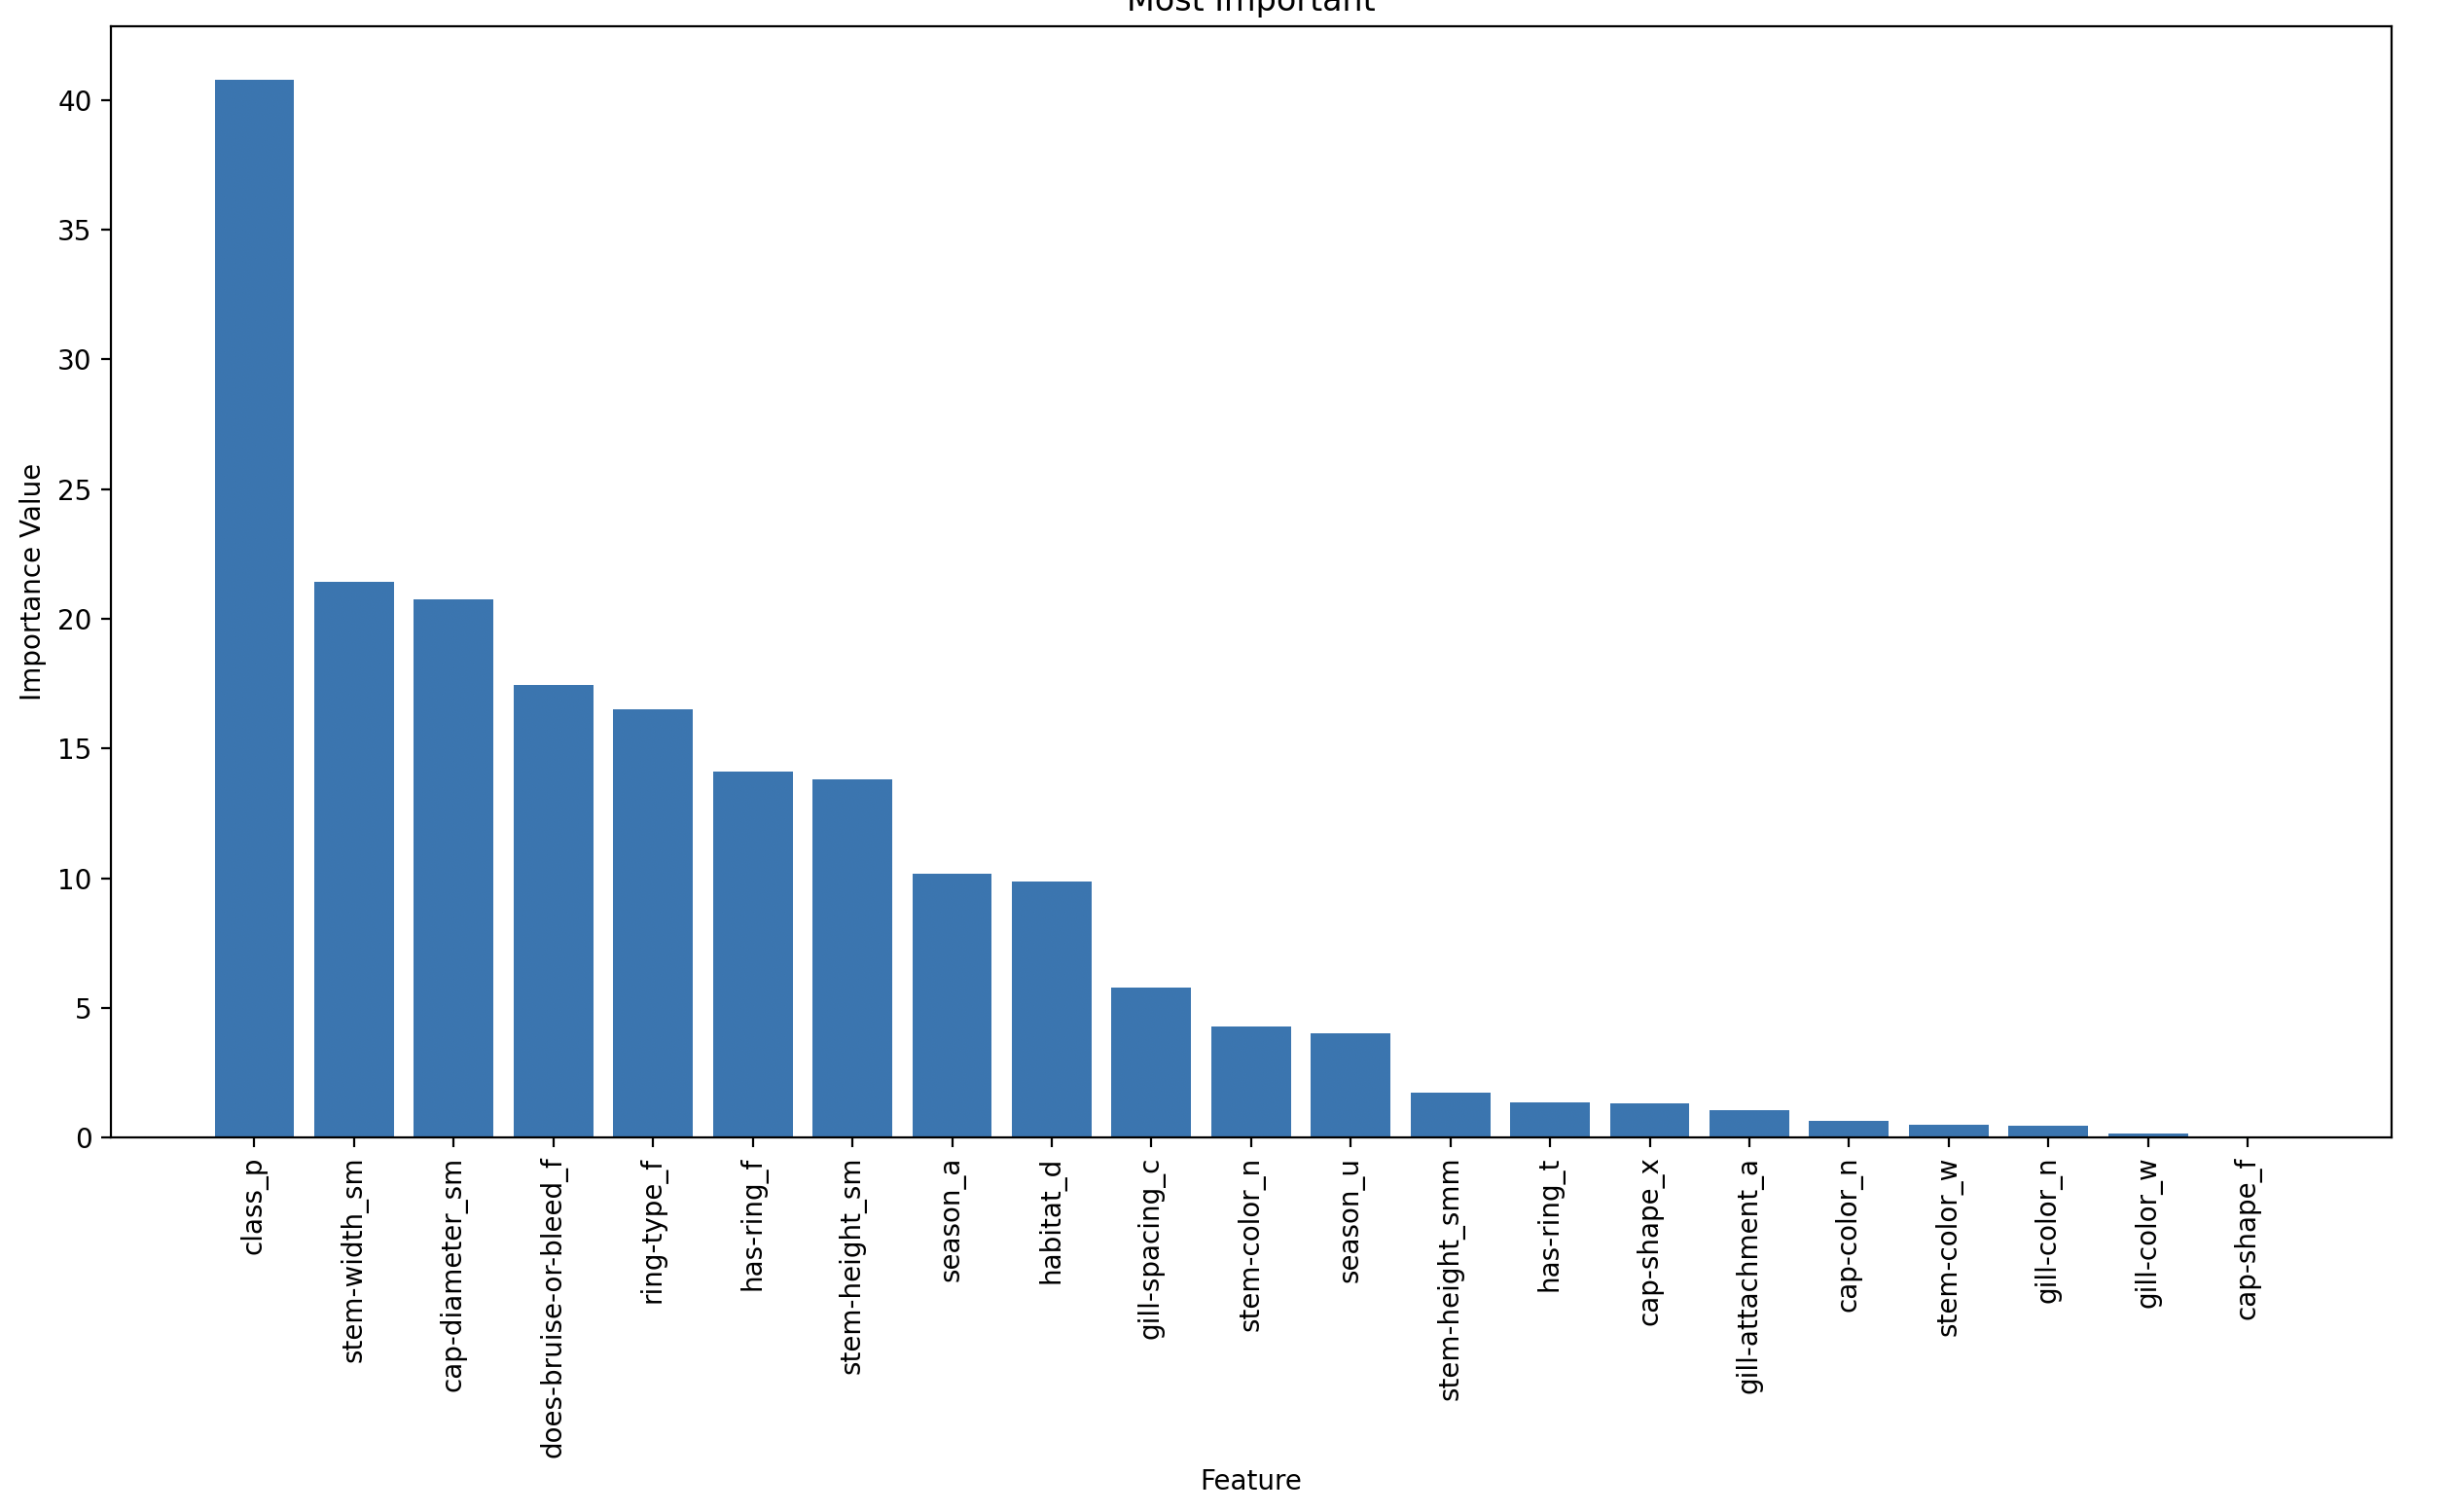 Most Important
Importance Value
40
35
30
25
20
15
10
5
0
class_p
stem-width_sm
cap-diameter_sm
does-bruise-or-bleed_f
ring-type_f
has-ring_f
stem-height_sm
season_a
habitat_d
gill-spacing_c
stem-color_n
season_u
stem-height_smm
has-ring_t
cap-shape_x
gill-attachment_a
cap-color_n
stem-color_w
gill-color_n
gill-color_w
cap-shape_f
Feature